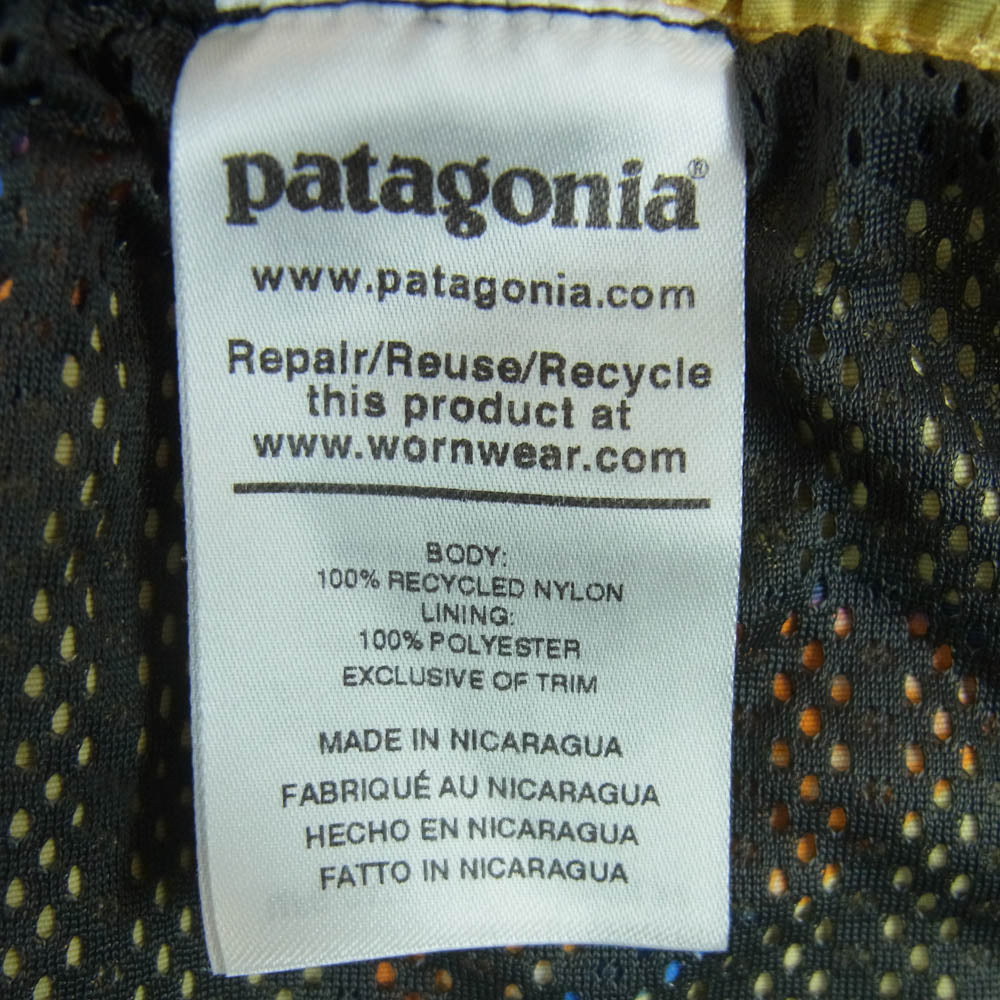 patagonia®
www.patagonia.com
Repair/Reuse/Recycle
this product at
www.wornwear.com
BODY:
100% RECYCLED NYLON
LINING:
100% POLYESTER
EXCLUSIVE OF TRIM
MADE IN NICARAGUA
FABRIQUÉ AU NICARAGUA
HECHO EN NICARAGUA
FATTO IN NICARAGUA